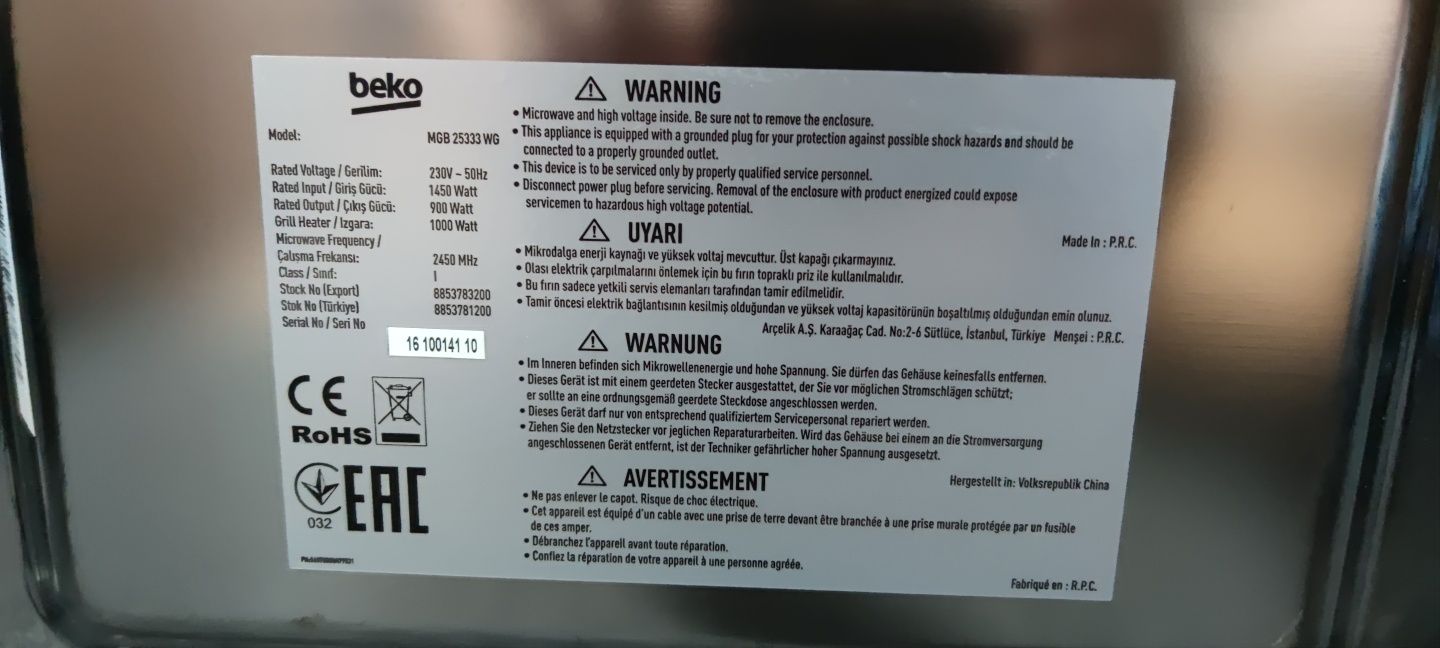 beko
Model: MGB 25333 WG
Rated Voltage / Gerilim: 230V ~ 50Hz
Rated Input / Giriş Gücü: 1450 Watt
Rated Output / Çıkış Gücü: 900 Watt
Grill Heater / Izgara: 1000 Watt
Microwave Frequency /
Çalışma Frekansı: 2450 MHz
Class / Sınıf: I
Stock No (Export) 8853783200
Stok No (Türkiye) 8853781200
Serial No / Seri No
16 100141 10
CE
RoHS
032
EAC
WARNING
• Microwave and high voltage inside. Be sure not to remove the enclosure.
• This appliance is equipped with a grounded plug for your protection against possible shock hazards and should be
connected to a properly grounded outlet.
• This device is to be serviced only by properly qualified service personnel.
• Disconnect power plug before servicing. Removal of the enclosure with product energized could expose
servicemen to hazardous high voltage potential.
Made In : P.R.C.
UYARI
• Mikrodalga enerji kaynağı ve yüksek voltaj mevcuttur. Üst kapağı çıkarmayınız.
• Olası elektrik çarpılmalarını önlemek için bu fırın topraklı priz ile kullanılmalıdır.
• Bu fırın sadece yetkili servis elemanları tarafından tamir edilmelidir.
• Tamir öncesi elektrik bağlantısının kesilmiş olduğundan ve yüksek voltaj kapasitörünün boşaltılmış olduğundan emin olunuz.
Arçelik A.Ş. Karaağaç Cad. No:2-6 Sütlüce, İstanbul, Türkiye Menşei : P.R.C.
WARNUNG
• Im Inneren befinden sich Mikrowellenenergie und hohe Spannung. Sie dürfen das Gehäuse keinesfalls entfernen.
• Dieses Gerät ist mit einem geerdeten Stecker ausgestattet, der Sie vor möglichen Stromschlägen schützt;
er sollte an eine ordnungsgemäß geerdete Steckdose angeschlossen werden.
• Dieses Gerät darf nur von entsprechend qualifiziertem Servicepersonal repariert werden.
• Ziehen Sie den Netzstecker vor jeglichen Reparaturarbeiten. Wird das Gehäuse bei einem an die Stromversorgung
angeschlossenen Gerät entfernt, ist der Techniker gefährlicher hoher Spannung ausgesetzt.
Hergestellt in: Volksrepublik China
AVERTISSEMENT
• Ne pas enlever le capot. Risque de choc électrique.
• Cet appareil est équipé d'un cable avec une prise de terre devant être branchée à une prise murale protégée par un fusible
de ces amper.
• Débranchez l'appareil avant toute réparation.
• Confiez la réparation de votre appareil à une personne agréée.
Fabriqué en : R.P.C.